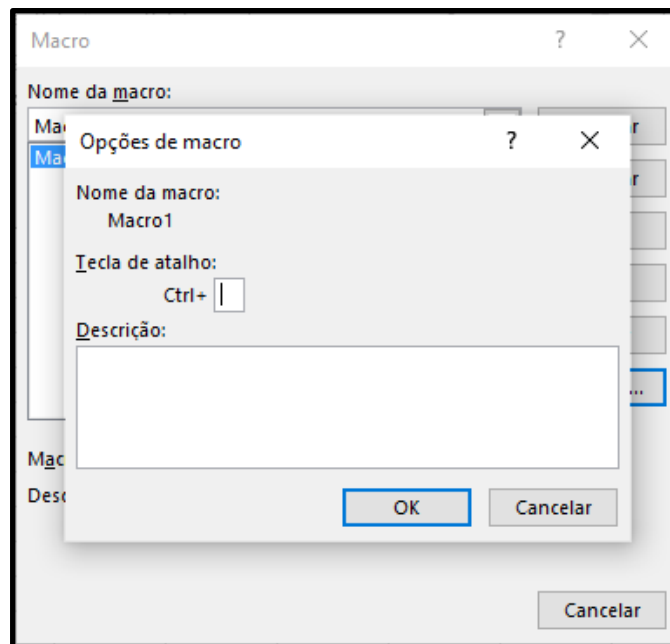 Macro
Nome da macro:
Opções de macro
Nome da macro:
Macro1
Tecla de atalho:
Ctrl+
Descrição:
OK
Cancelar
Cancelar